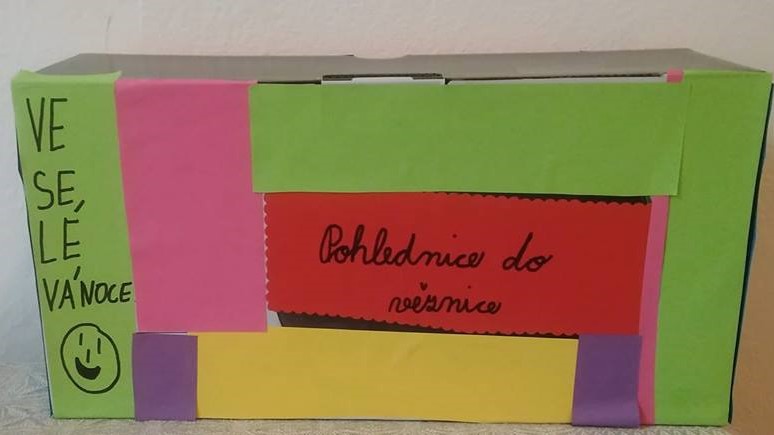 VE
SE,
LÉ
VÁNOCE
Pohlednice do
věznice